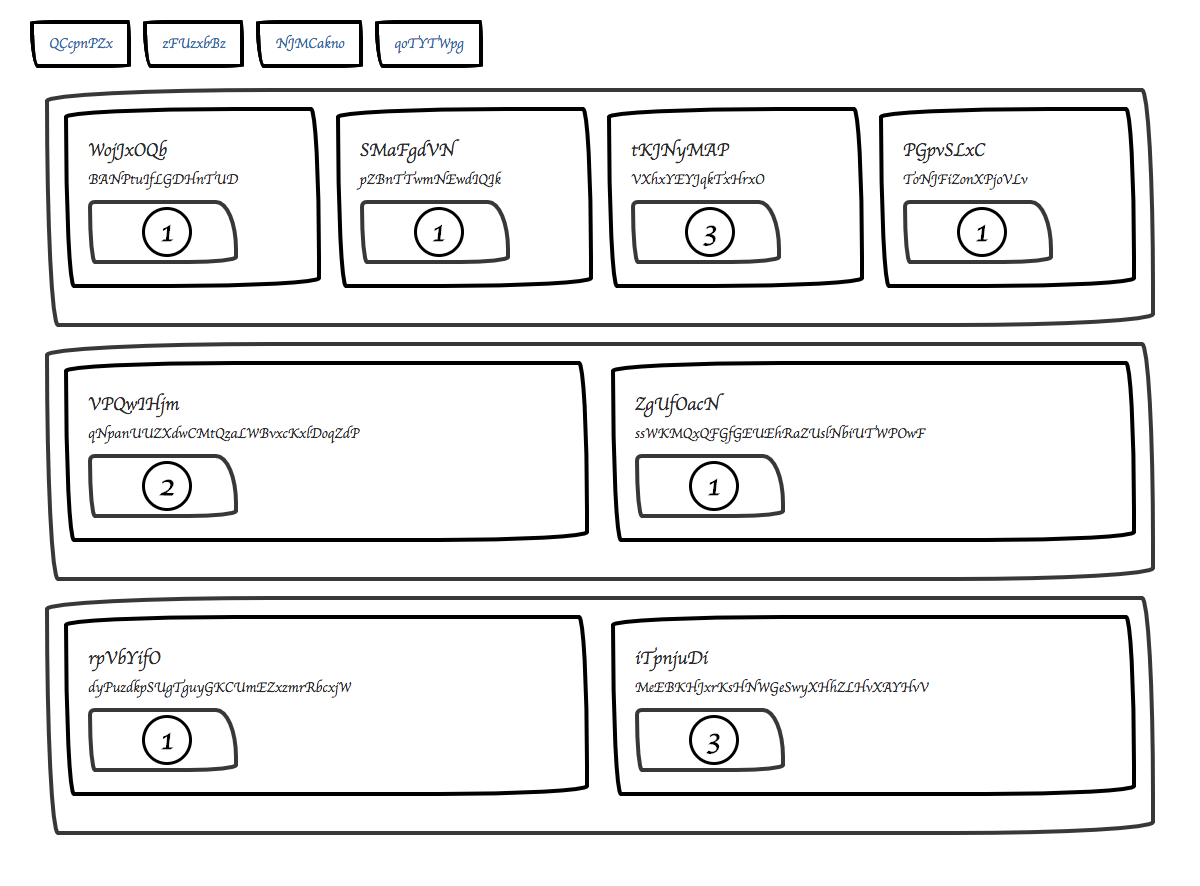 QCcpnPZx zFUzxbBz NJMCakno qoTYTWpg
WojJxOQb SMaFgdVN tKJNyMAP PGpvSLxC
BANPtuIfLGDHnTUD pZBnTTwmNEwdIQIk VXhxYEYJqkTxHrxO ToNJFiZonXPjoVLv
1 1 3 1
VPQwIHjm ZgUfOacN
qNpanUUZXdwCMtQzaLWBvxcKxlDoqZdP ssWKMQxQFGfGEUEhRaZUslNbiUTWPOwF
2 1
rpVbYifO iTpnjuDi
dyPuzdkpSUgTguyGKCUmEZxzmrRbcxjW MeEBKHJxrKsHNWGeSwyXHhZLHvXAYHvV
1 3